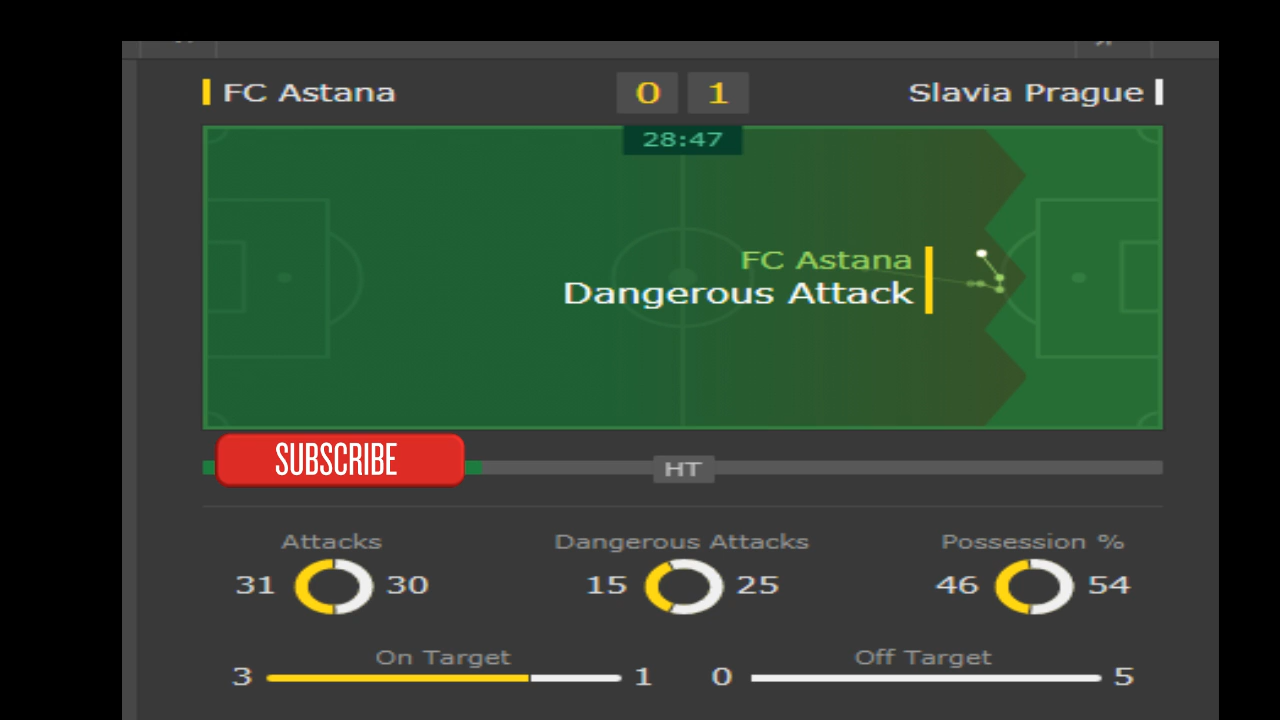 FC Astana 0 1 Slavia Prague
28:47
FC Astana
Dangerous Attack
SUBSCRIBE
HT
Attacks Dangerous Attacks Possession %
31 30 15 25 46 54
On Target Off Target
3 1 0 5